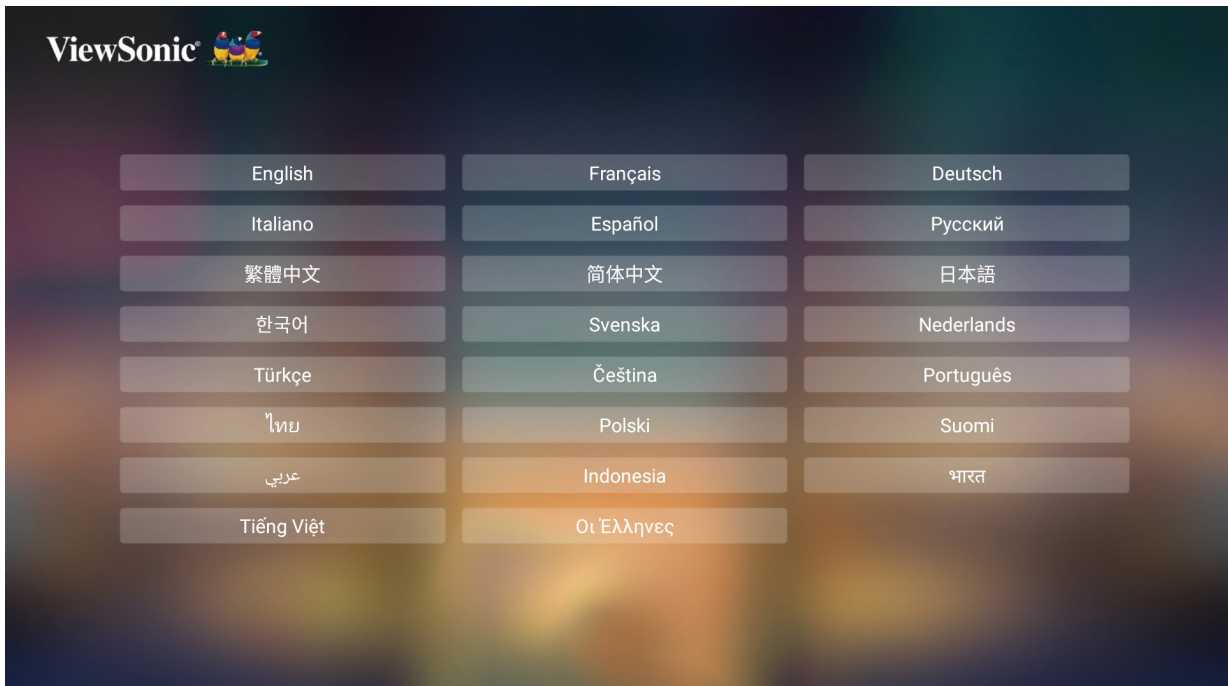 ViewSonic®
English Français Deutsch
Italiano Español Русский
繁體中文 简体中文 日本語
한국어 Svenska Nederlands
Türkçe Čeština Português
ไทย Polski Suomi
عربي Indonesia भारत
Tiếng Việt Οι Έλληνες